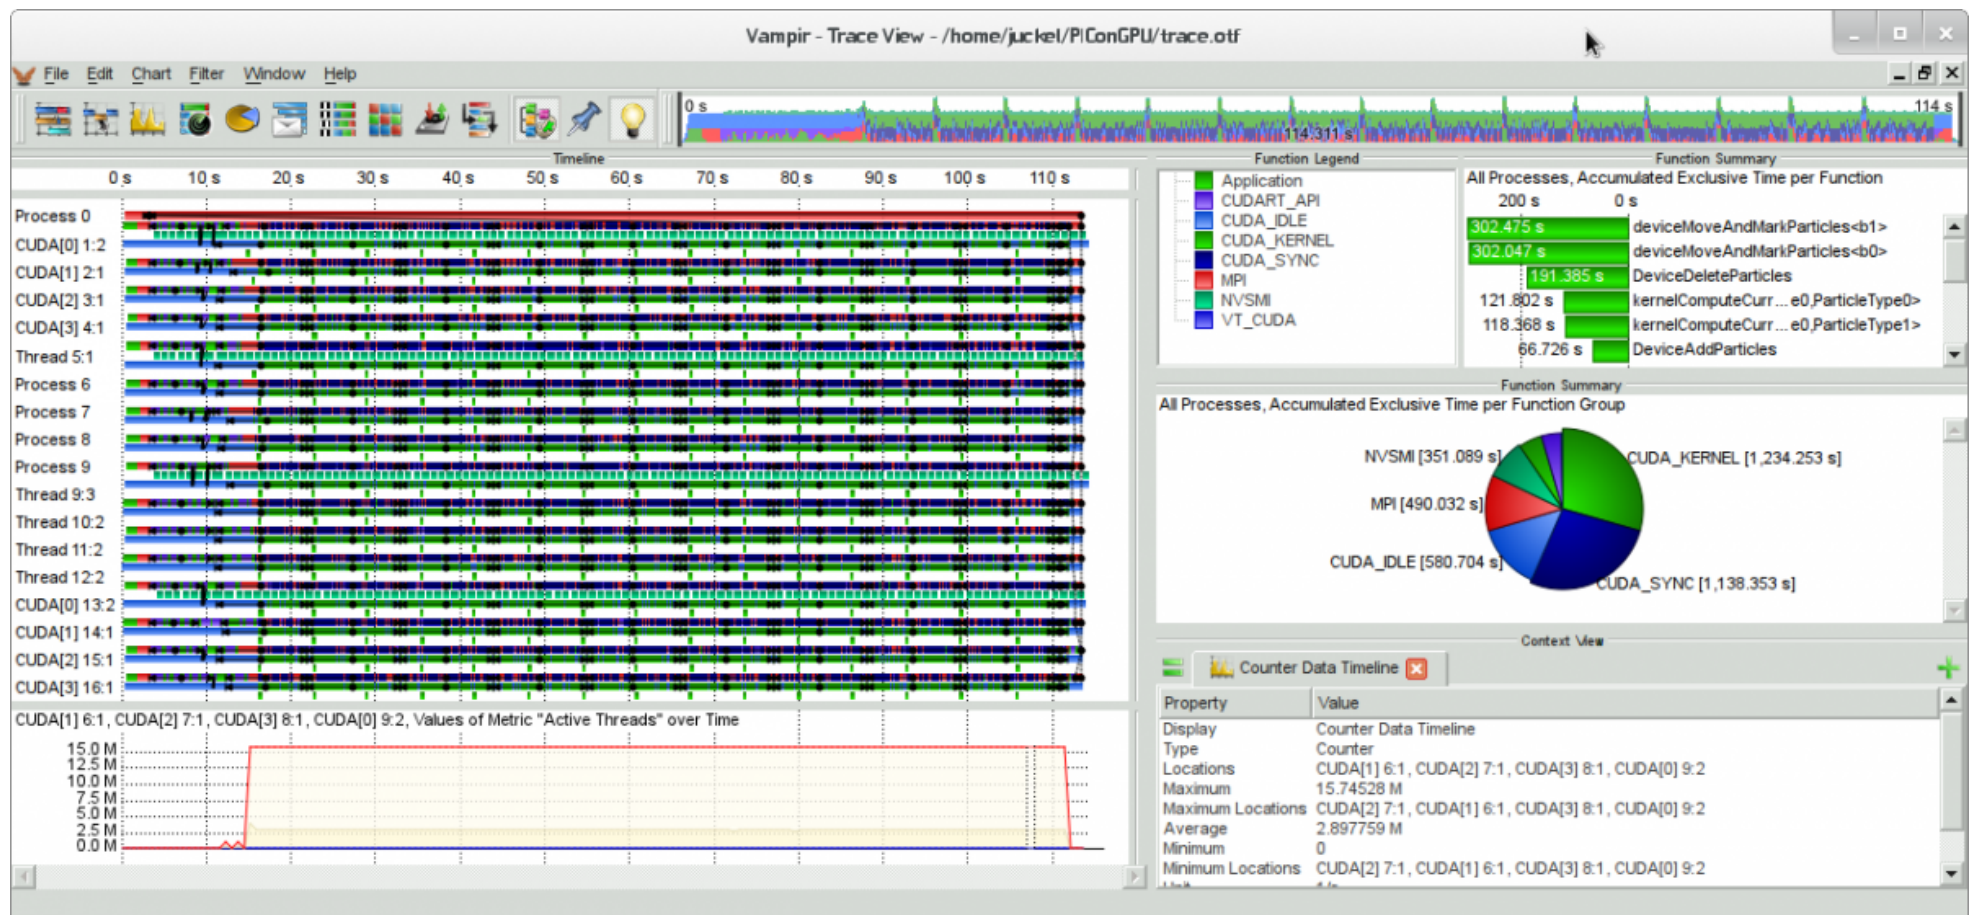 Vampir - Trace View - /home/juckel/PIConGPU/trace.otf
File Edit Chart Filter Window Help
0 s 114.311 s 114 s
Timeline
0 s 10 s 20 s 30 s 40 s 50 s 60 s 70 s 80 s 90 s 100 s 110 s
Process 0
CUDA[0] 1:2
CUDA[1] 2:1
CUDA[2] 3:1
CUDA[3] 4:1
Thread 5:1
Process 6
Process 7
Process 8
Process 9
Thread 9:3
Thread 10:2
Thread 11:2
Thread 12:2
CUDA[0] 13:2
CUDA[1] 14:1
CUDA[2] 15:1
CUDA[3] 16:1
CUDA[1] 6:1, CUDA[2] 7:1, CUDA[3] 8:1, CUDA[0] 9:2, Values of Metric "Active Threads" over Time
15.0 M
12.5 M
10.0 M
7.5 M
5.0 M
2.5 M
0.0 M
Function Legend
Application
CUDART_API
CUDA_IDLE
CUDA_KERNEL
CUDA_SYNC
MPI
NVSMI
VT_CUDA
Function Summary
All Processes, Accumulated Exclusive Time per Function
200 s 0 s
302.475 s deviceMoveAndMarkParticles<b1>
302.047 s deviceMoveAndMarkParticles<b0>
191.385 s DeviceDeleteParticles
121.802 s kernelComputeCurr...e0,ParticleType0>
118.368 s kernelComputeCurr...e0,ParticleType1>
66.726 s DeviceAddParticles
Function Summary
All Processes, Accumulated Exclusive Time per Function Group
NVSMI [351.089 s] CUDA_KERNEL [1,234.253 s]
MPI [490.032 s]
CUDA_IDLE [580.704 s]
CUDA_SYNC [1,138.353 s]
Context View
Counter Data Timeline
Property Value
Display Counter Data Timeline
Type Counter
Locations CUDA[1] 6:1, CUDA[2] 7:1, CUDA[3] 8:1, CUDA[0] 9:2
Maximum 15.74528 M
Maximum Locations CUDA[2] 7:1, CUDA[1] 6:1, CUDA[3] 8:1, CUDA[0] 9:2
Average 2.897759 M
Minimum 0
Minimum Locations CUDA[2] 7:1, CUDA[1] 6:1, CUDA[3] 8:1, CUDA[0] 9:2